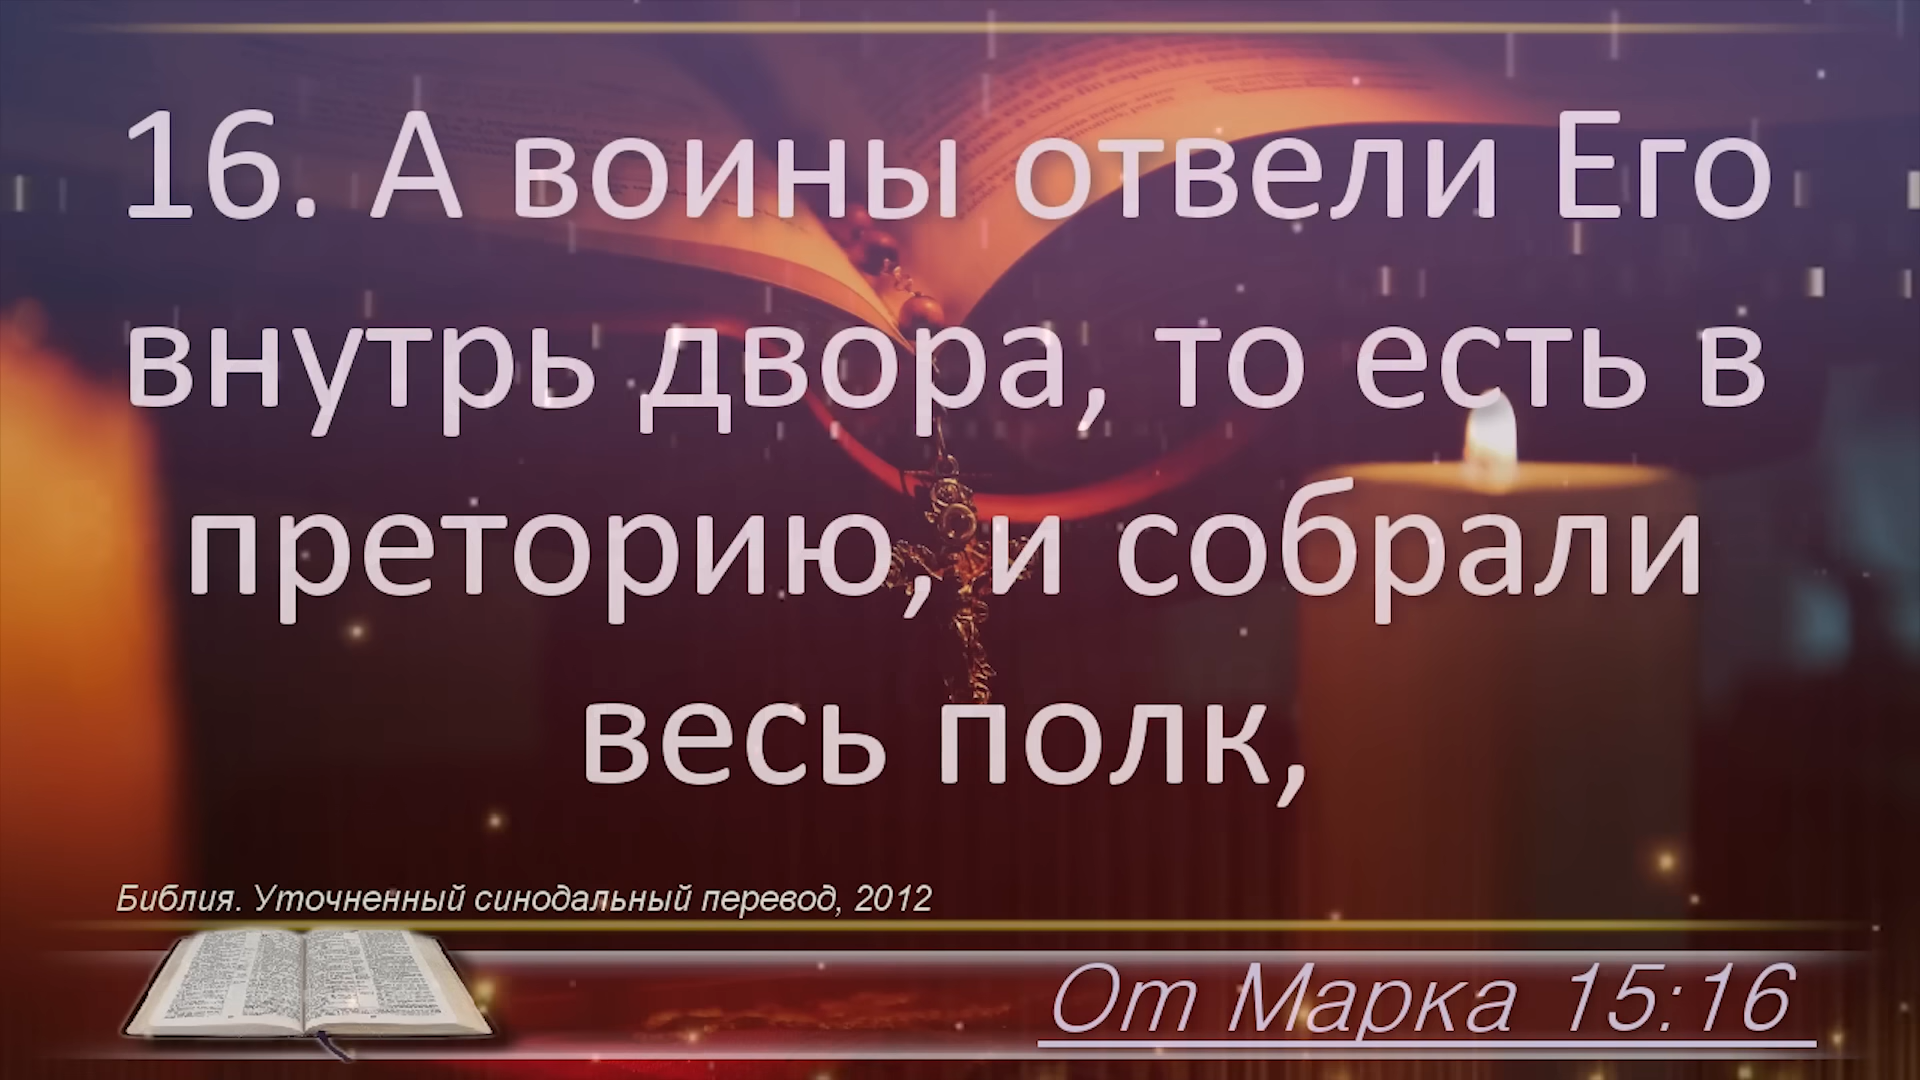 16. А воины отвели Его
внутрь двора, то есть в
преторию, и собрали
весь полк,
Библия. Уточненный синодальный перевод, 2012
От Марка 15:16